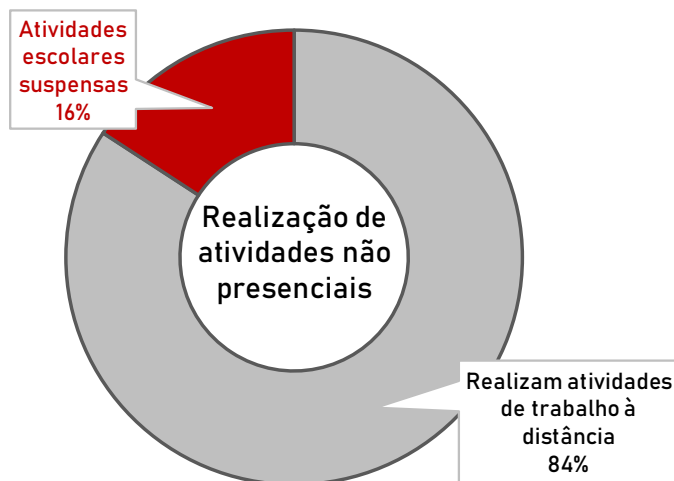 Atividades
escolares
suspensas
16%
Realização de
atividades não
presenciais
Realizam atividades
de trabalho à
distância
84%